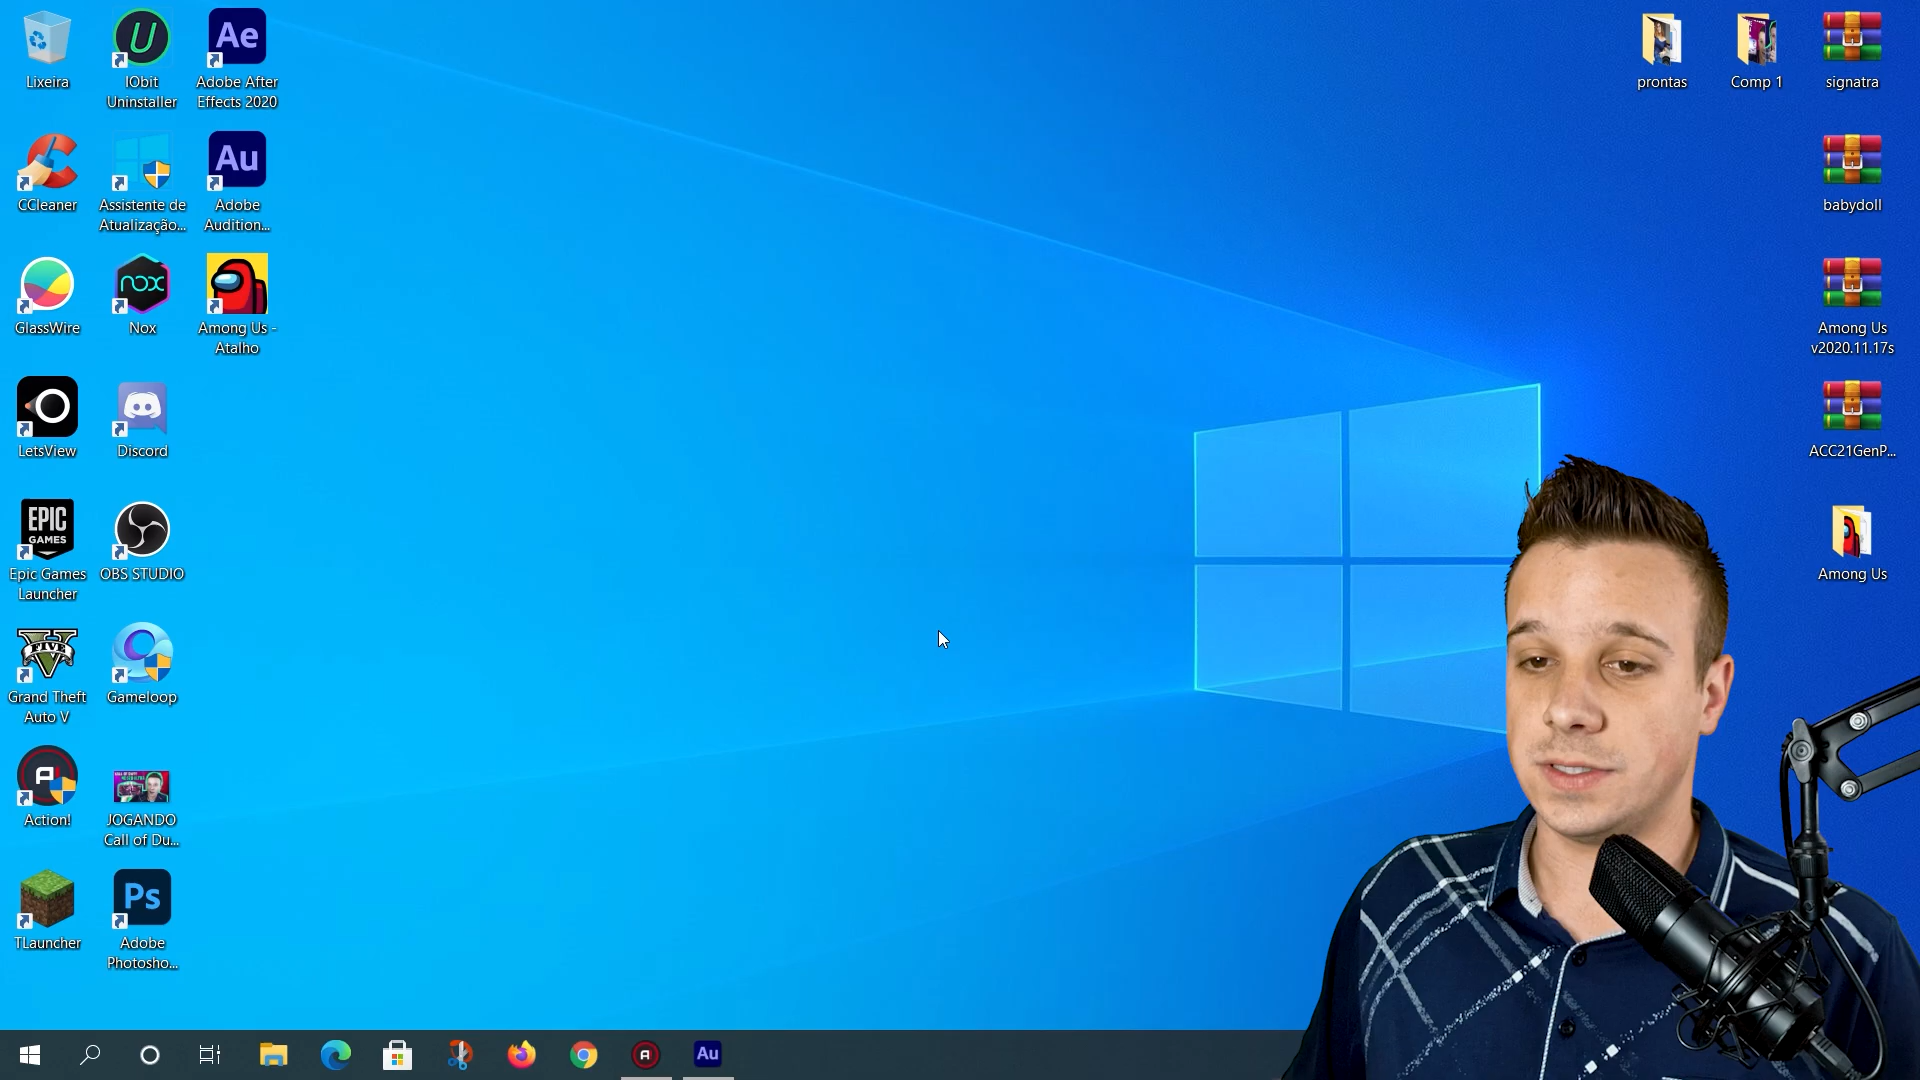 Lixeira
IObit
Uninstaller
Ae
Adobe After
Effects 2020
prontas
Comp 1
signatra
CCleaner
Assistente de
Atualização...
Au
Adobe
Audition...
babydoll
GlassWire
nox
Nox
Among Us -
Atalho
Among Us
v2020.11.17s
LetsView
Discord
ACC21GenP...
EPIC
GAMES
Epic Games
Launcher
OBS STUDIO
Among Us
FIVE
Grand Theft
Auto V
Gameloop
Action!
JOGANDO
Call of Du...
TLauncher
Ps
Adobe
Photosho...
Au